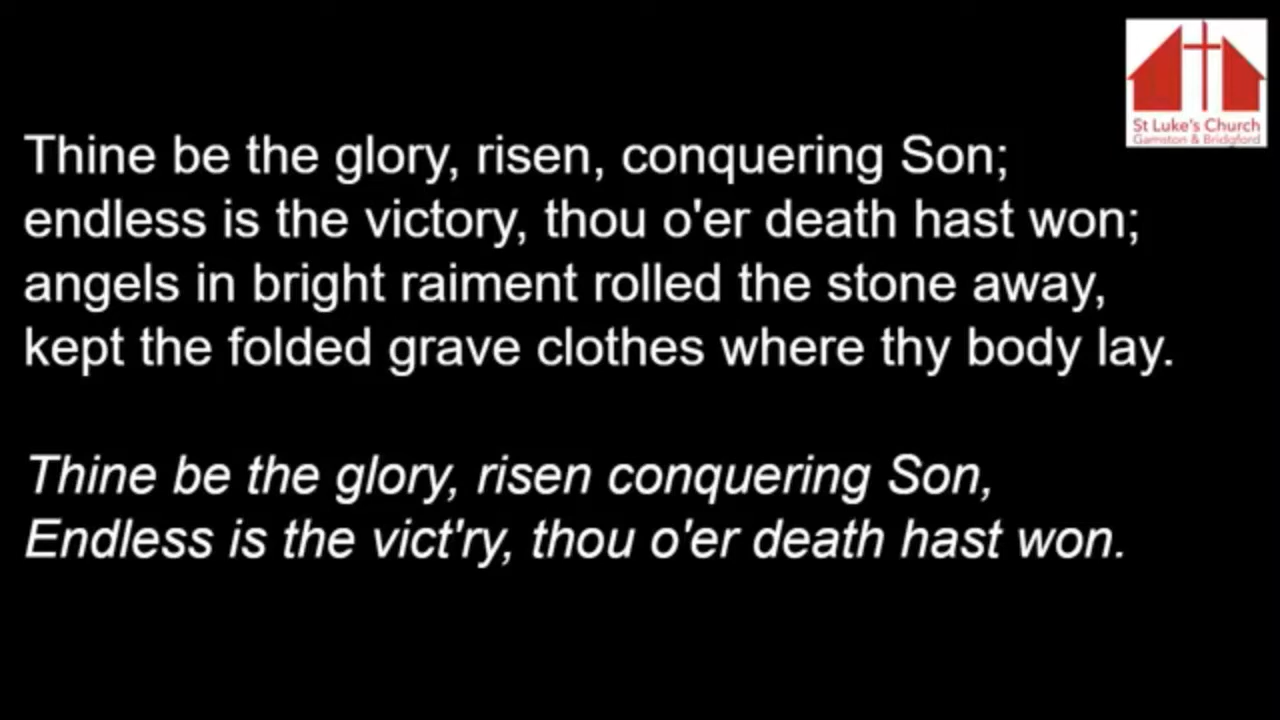 St Luke's Church
Gamston & Bridgford
Thine be the glory, risen, conquering Son;
endless is the victory, thou o'er death hast won;
angels in bright raiment rolled the stone away,
kept the folded grave clothes where thy body lay.
Thine be the glory, risen conquering Son,
Endless is the vict'ry, thou o'er death hast won.